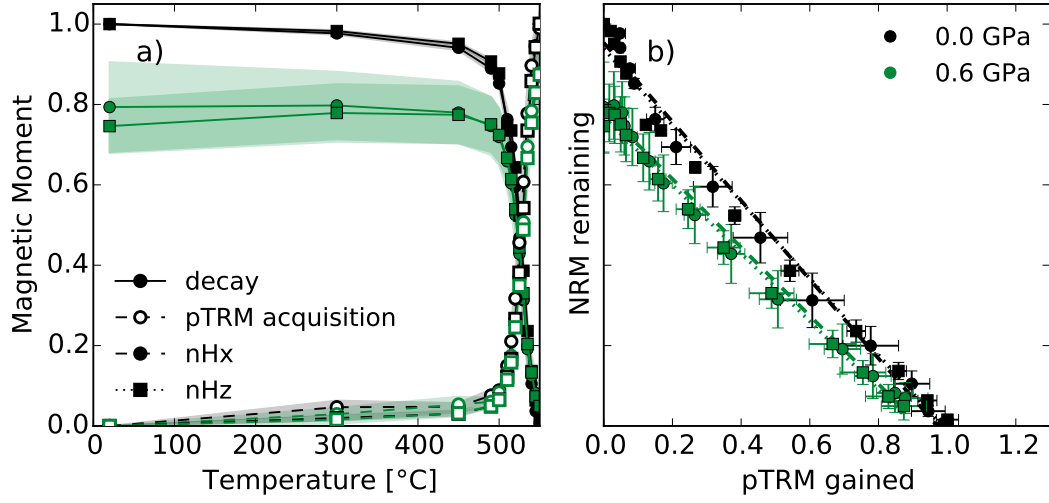 a)
Magnetic Moment
1.0
0.8
0.6
0.4
0.2
0.0
decay
pTRM acquisition
nHx
nHz
0 100 200 300 400 500
Temperature [°C]
b)
NRM remaining
0.0 GPa
0.6 GPa
0.0 0.2 0.4 0.6 0.8 1.0 1.2
pTRM gained